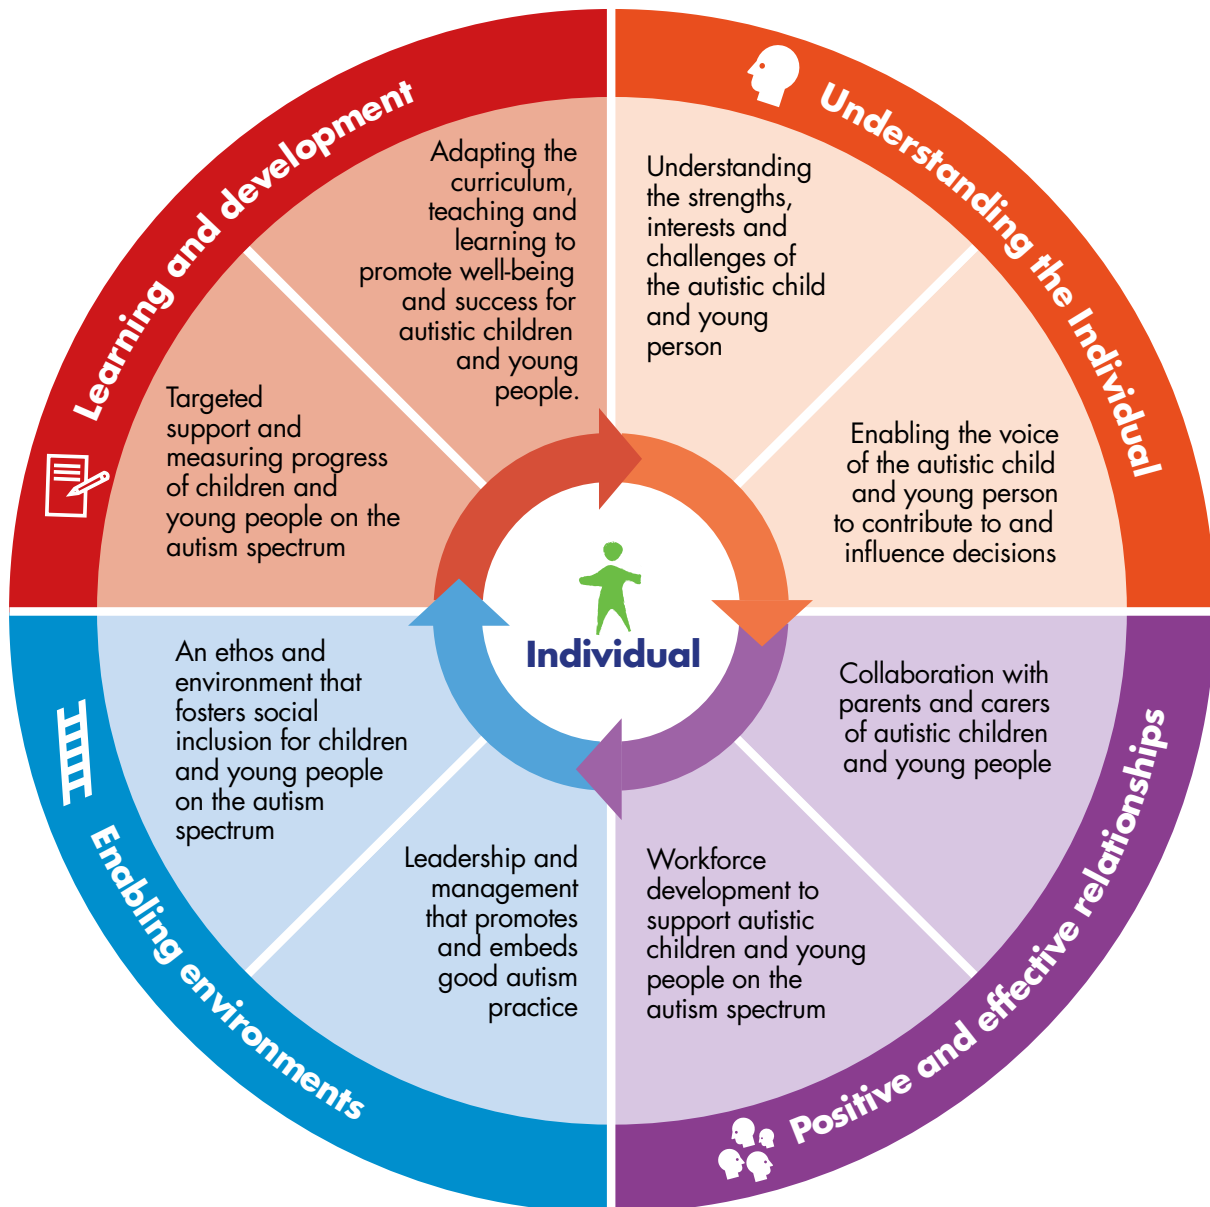 Learning and development
Adapting the
curriculum,
teaching and
learning to
promote well-being
and success for
autistic children
and young
people.
Targeted
support and
measuring progress
of children and
young people on the
autism spectrum
Understanding the Individual
Understanding
the strengths,
interests and
challenges of
the autistic child
and young
person
Enabling the voice
of the autistic child
and young person
to contribute to and
influence decisions
Individual
Positive and effective relationships
Collaboration with
parents and carers
of autistic children
and young people
Workforce
development to
support autistic
children and young
people on the
autism spectrum
Enabling environments
Leadership and
management
that promotes
and embeds
good autism
practice
An ethos and
environment that
fosters social
inclusion for children
and young people
on the autism
spectrum